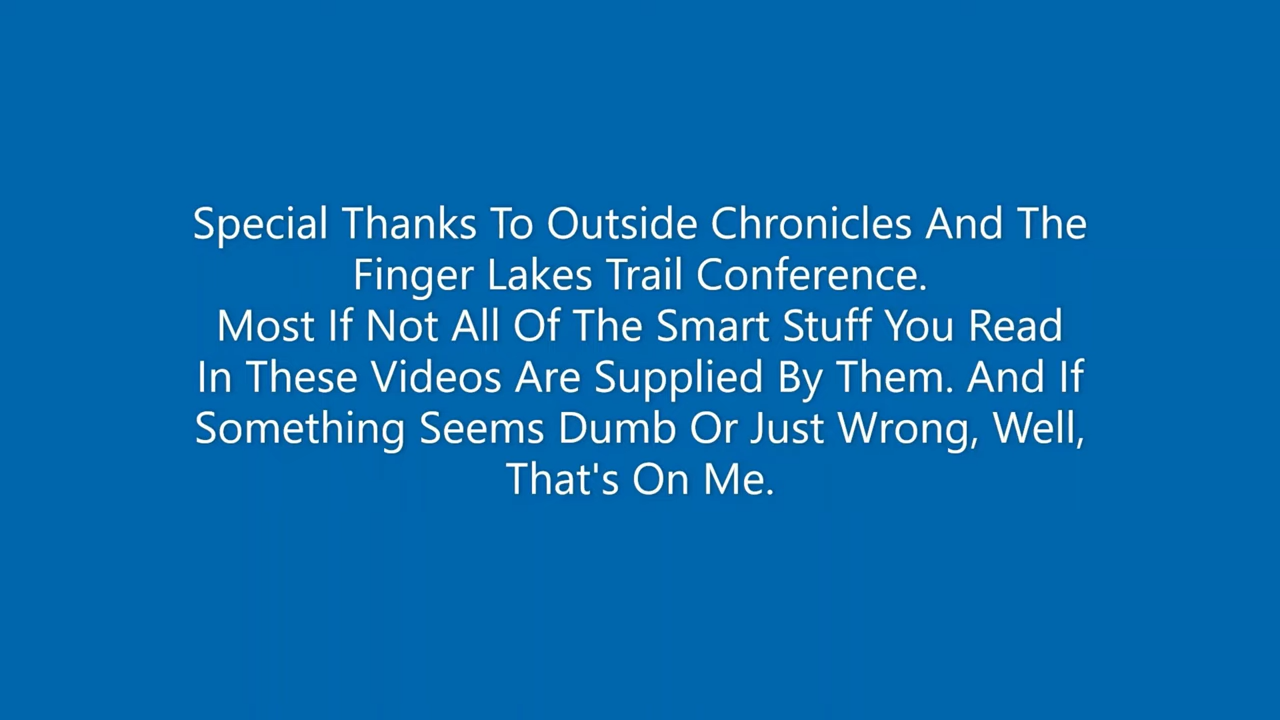 Special Thanks To Outside Chronicles And The
Finger Lakes Trail Conference.
Most If Not All Of The Smart Stuff You Read
In These Videos Are Supplied By Them. And If
Something Seems Dumb Or Just Wrong, Well,
That's On Me.